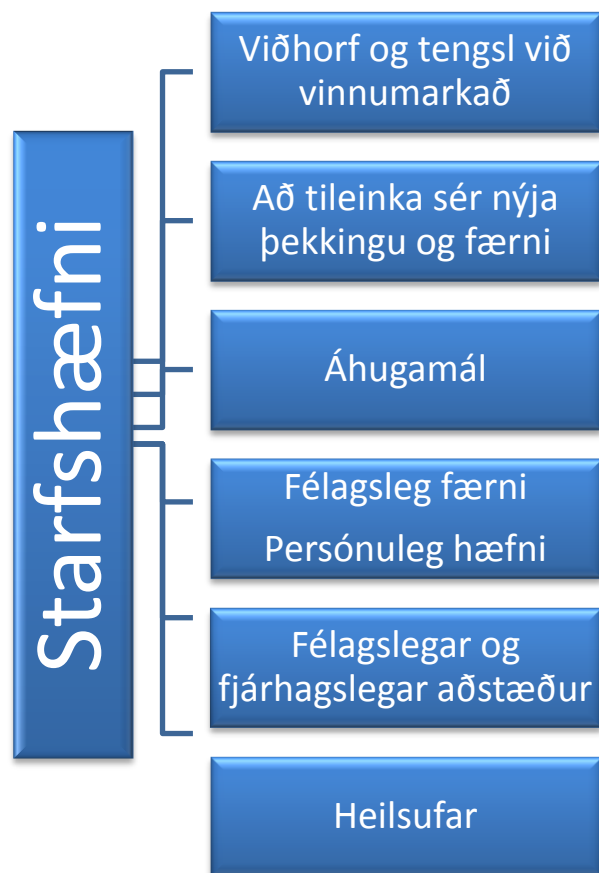 Starfshæfni
Viðhorf og tengsl við
vinnumarkað
Að tileinka sér nýja
þekkingu og færni
Áhugamál
Félagsleg færni
Persónuleg hæfni
Félagslegar og
fjárhagslegar aðstæður
Heilsufar